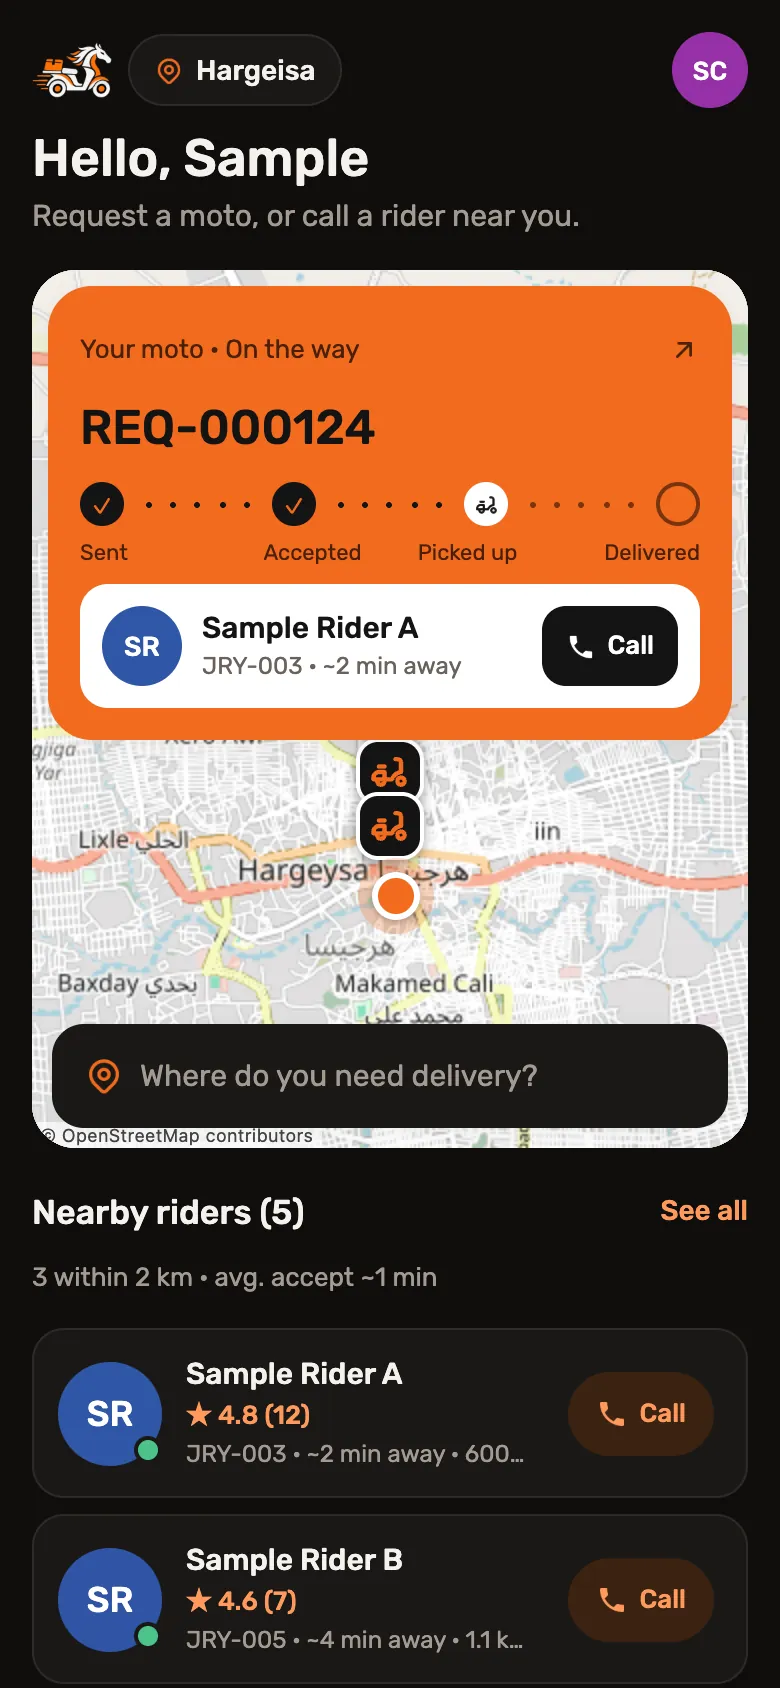 Hargeisa
SC
Hello, Sample
Request a moto, or call a rider near you.
Your moto • On the way
REQ-000124
Sent
Accepted
Picked up
Delivered
SR
Sample Rider A
JRY-003 • ~2 min away
Call
Yar
Lixle الحلي
iin
Hargeysa
هرجيسا
Baxday بحدي
Makamed Cali
محمد علي
Where do you need delivery?
© OpenStreetMap contributors
Nearby riders (5)
See all
3 within 2 km • avg. accept ~1 min
SR
Sample Rider A
★ 4.8 (12)
JRY-003 • ~2 min away • 600...
Call
SR
Sample Rider B
★ 4.6 (7)
JRY-005 • ~4 min away • 1.1 k...
Call